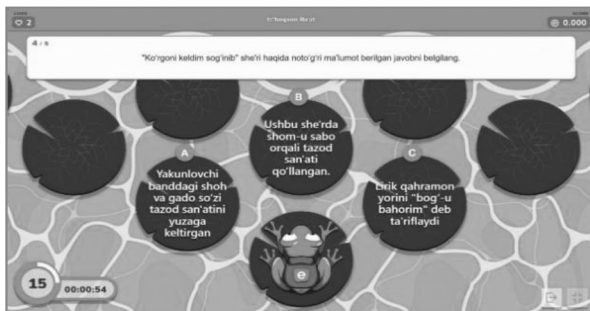 2
0.000
4 / 8
"Ko'rgoni keldim sog'inib" she'ri haqida noto'g'ri ma'lumot berilgan javobni belgilang.
B
Ushbu she'rda
shom-u sabo
orqali tazod
san'ati
qo'llangan.
A
Yakunlovchi
banddagi shoh
va gado so'zi
tazod san'atini
yuzaga
keltirgan
C
Lirik qahramon
yorini "bog'-u
bahorim" deb
ta'riflaydi
e
15
00:00:54